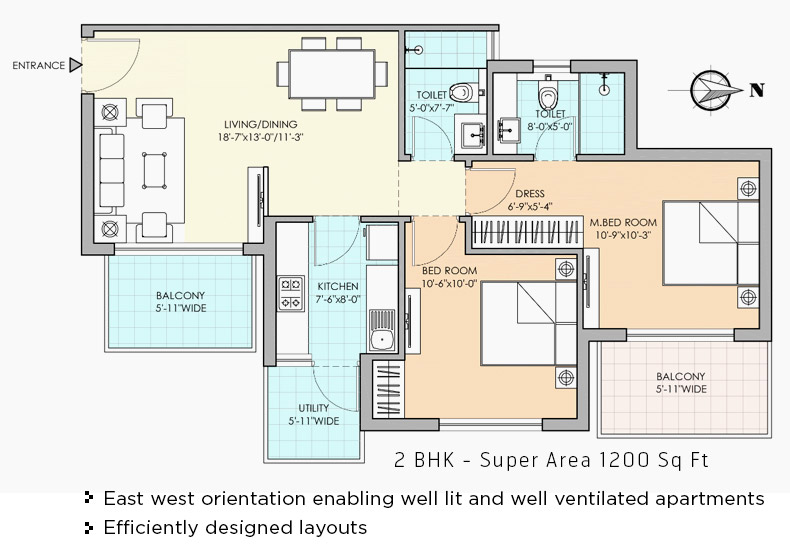 ENTRANCE
LIVING/DINING
18'-7"x13'-0"/11'-3"
TOILET
5'-0"x7'-7"
TOILET
8'-0"x5'-0"
N
DRESS
6'-9"x5'-4"
M.BED ROOM
10'-9"x10'-3"
BED ROOM
10'-6"x10'-0"
KITCHEN
7'-6"x8'-0"
BALCONY
5'-11"WIDE
UTILITY
5'-11"WIDE
BALCONY
5'-11"WIDE
2 BHK - Super Area 1200 Sq Ft
East west orientation enabling well lit and well ventilated apartments
Efficiently designed layouts